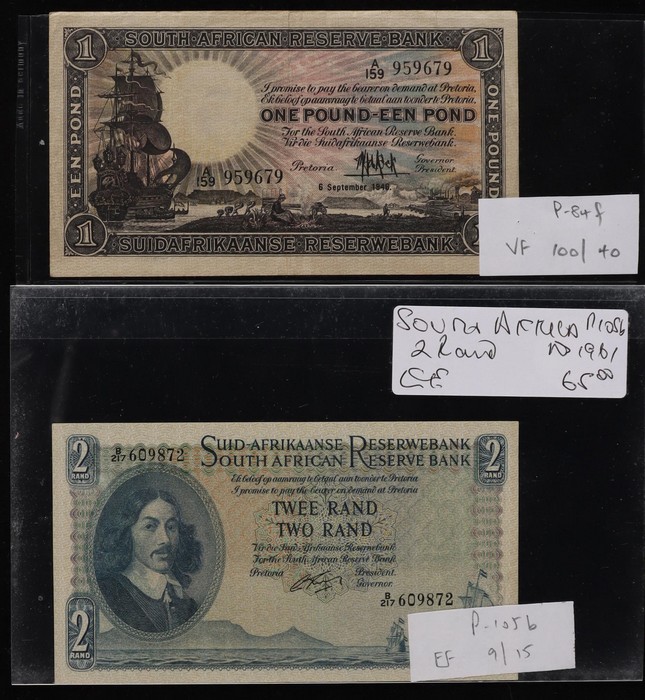 1 SOUTH·AFRICAN·RESERVE·BANK 1
A/159 959679
I promise to pay the bearer on demand at Pretoria.
Ek beloof op aanvraag te betaal aan toonder te Pretoria.
ONE POUND-EEN POND
For the South African Reserve Bank.
Vir die Suidafrikaanse Reserwebank.
Pretoria: Governor.
President.
A/159 959679
6 September 1946.
EEN·POND
ONE·POUND
1 SUIDAFRIKAANSE RESERWEBANK
P-84f
VF 100/40
South Africa P105b
2 Rand ND 1961
65.00
SUID-AFRIKAANSE RESERWEBANK
SOUTH AFRICAN RESERVE BANK
2 RAND
B/217 609872
2 RAND
Ek beloof op aanvraag te betaal aan toonder te Pretoria
I promise to pay the bearer on demand at Pretoria
TWEE RAND
TWO RAND
Vir die Suid-Afrikaanse Reserwebank
For the South African Reserve Bank.
Pretoria President.
Governor.
B/217 609872
2 RAND
P-105b
EF 9/15